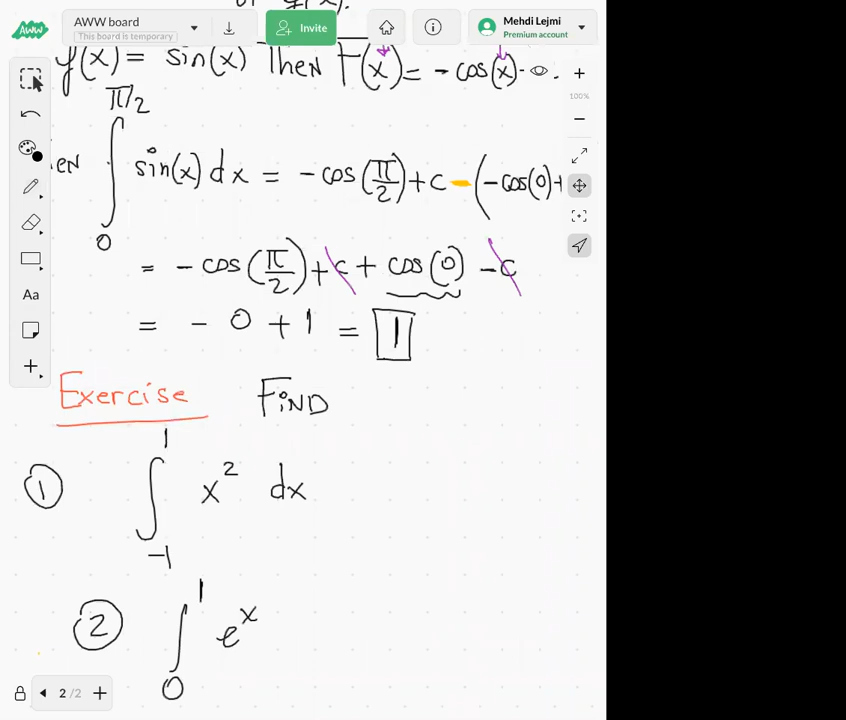 AWW board
This board is temporary
Invite
Mehdi Lejmi
Premium account
f(x) = sin(x) THEN F(x) = - cos(x)
100%
π/2
∫ sin(x) dx = - cos(π/2) + c - (-cos(0)+
0
= - cos(π/2) + c + cos(0) - c
= - 0 + 1 = 1
Aa
Exercise FIND
1
① ∫ x² dx
-1
1
② ∫ e^x
0
2 / 2